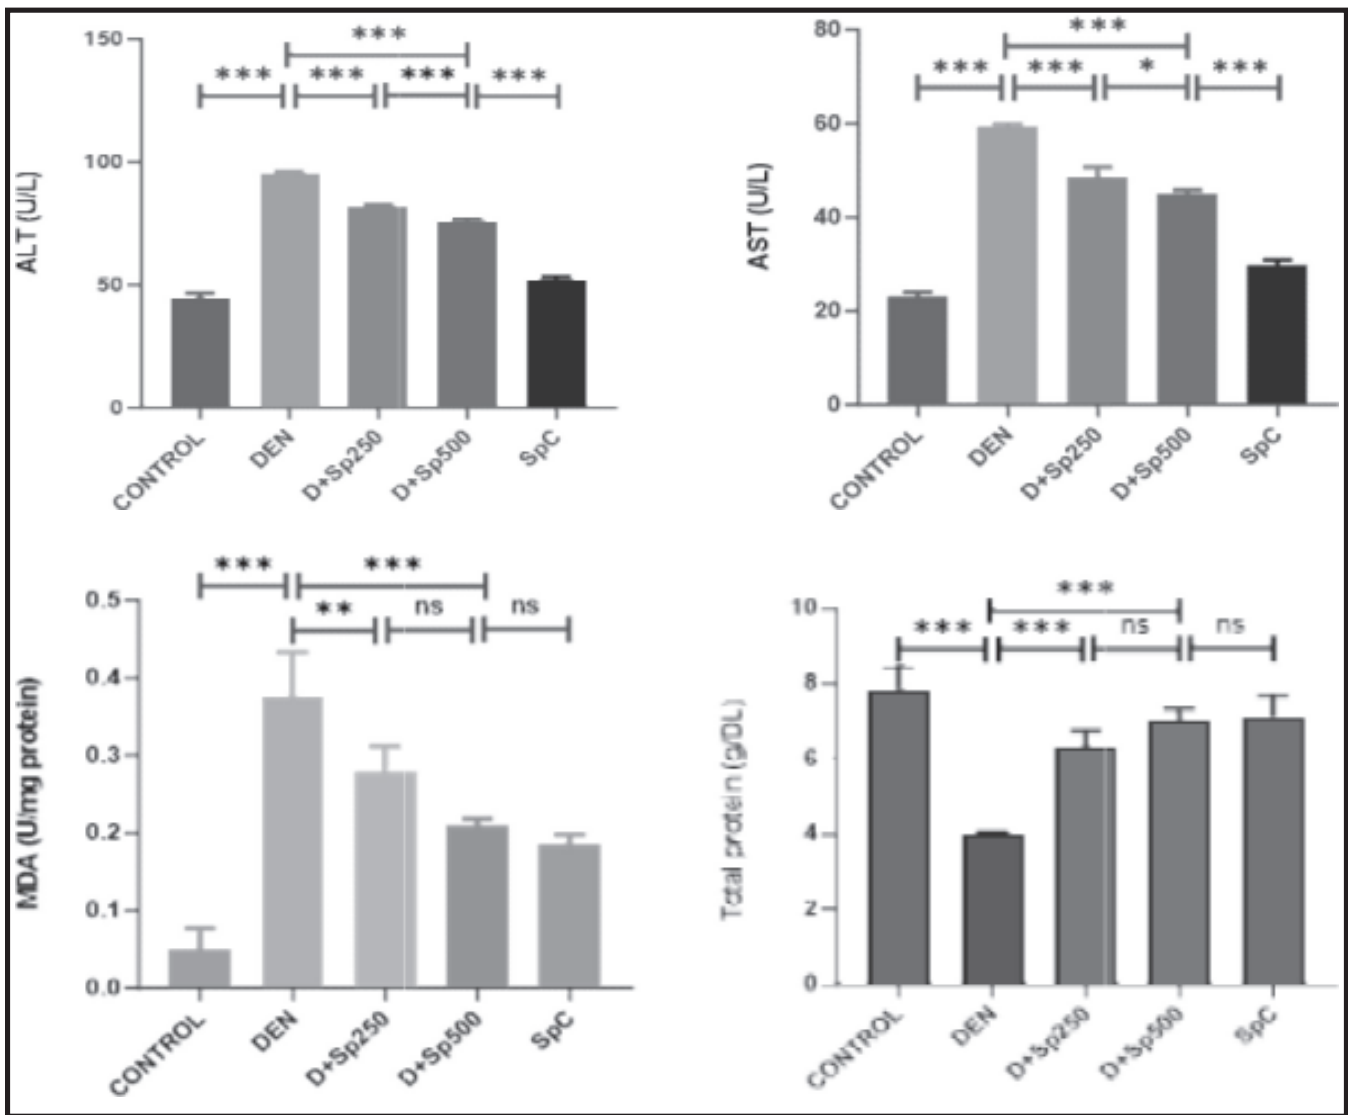 150
100
50
0
ALT (U/L)
***
*** *** *** ***
CONTROL DEN D+Sp250 D+Sp500 SpC
80
60
40
20
0
AST (U/L)
***
*** *** * ***
CONTROL DEN D+Sp250 D+Sp500 SpC
0.5
0.4
0.3
0.2
0.1
0.0
MDA (U/mg protein)
*** ***
** ns ns
CONTROL DEN D+Sp250 D+Sp500 SpC
10
8
6
4
2
0
Total protein (g/DL)
***
*** *** ns ns
CONTROL DEN D+Sp250 D+Sp500 SpC